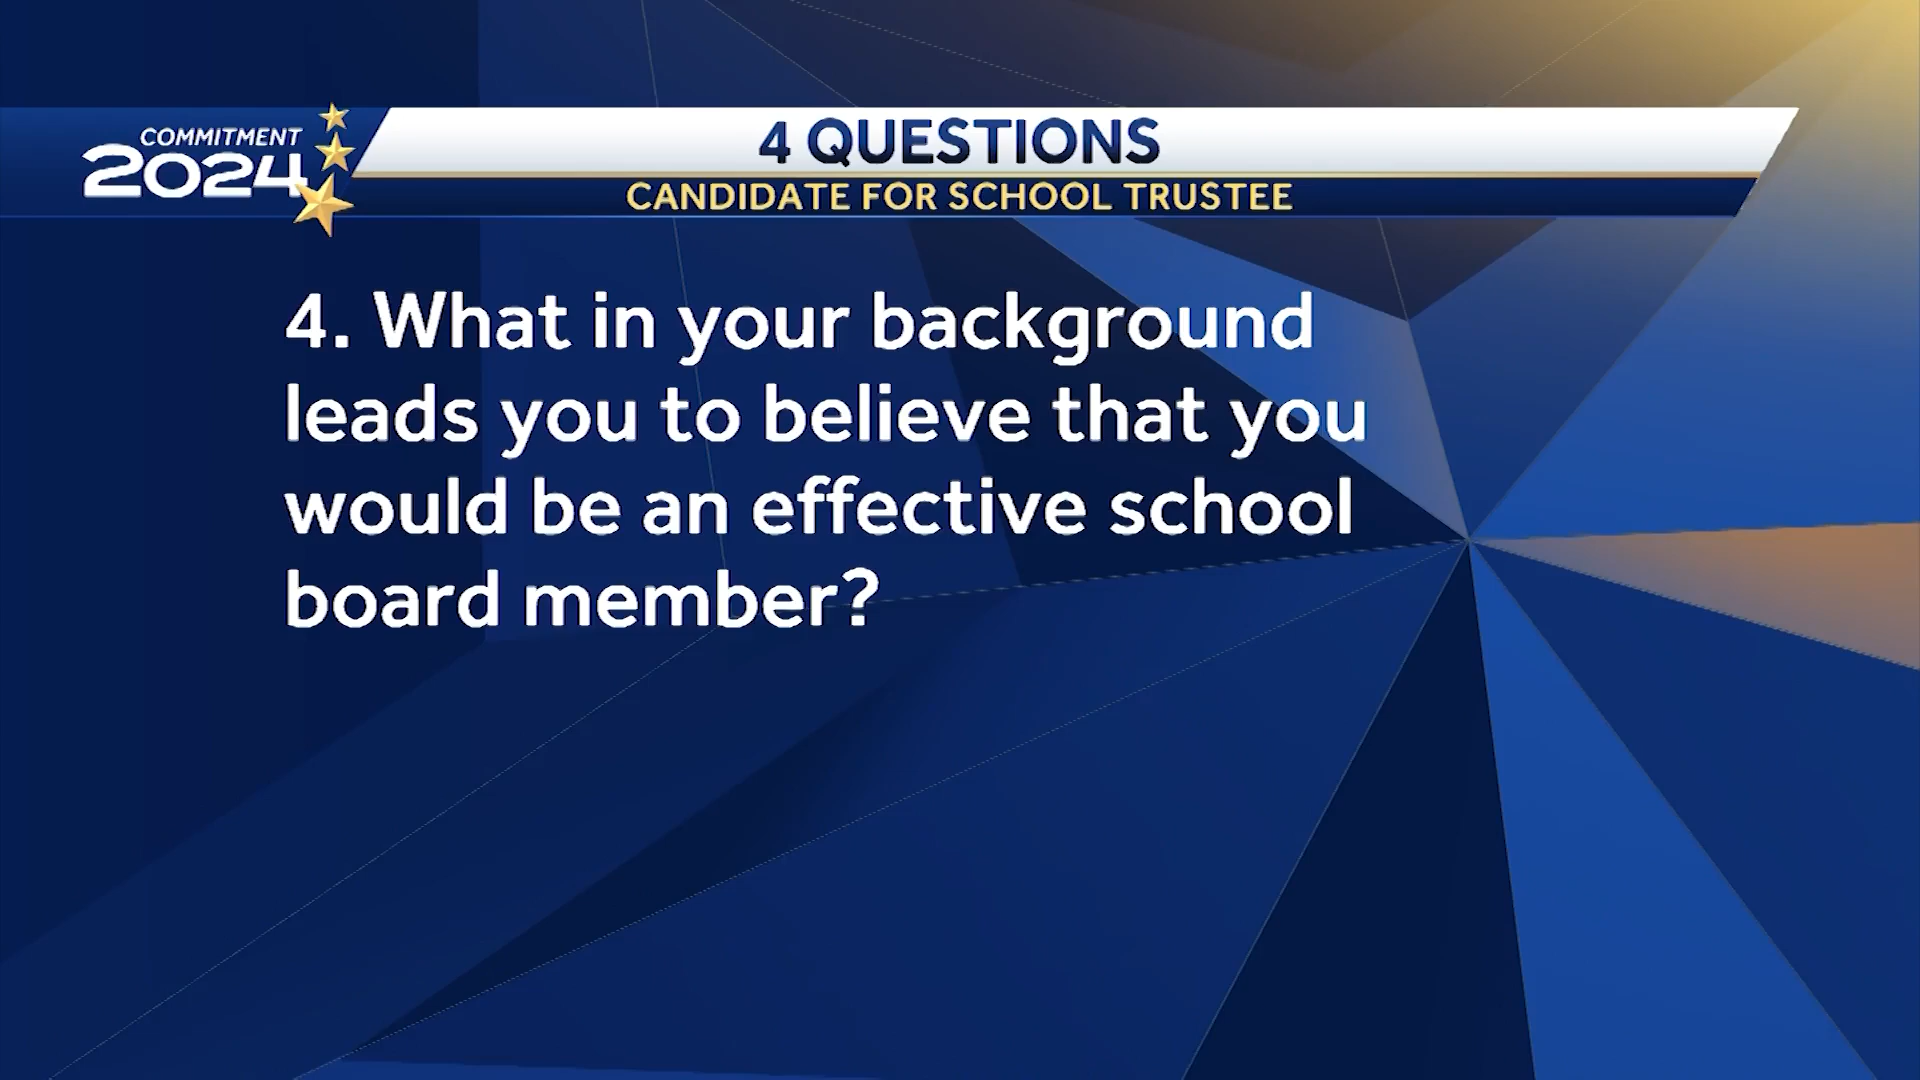 COMMITMENT
2024
4 QUESTIONS
CANDIDATE FOR SCHOOL TRUSTEE
4. What in your background
leads you to believe that you
would be an effective school
board member?